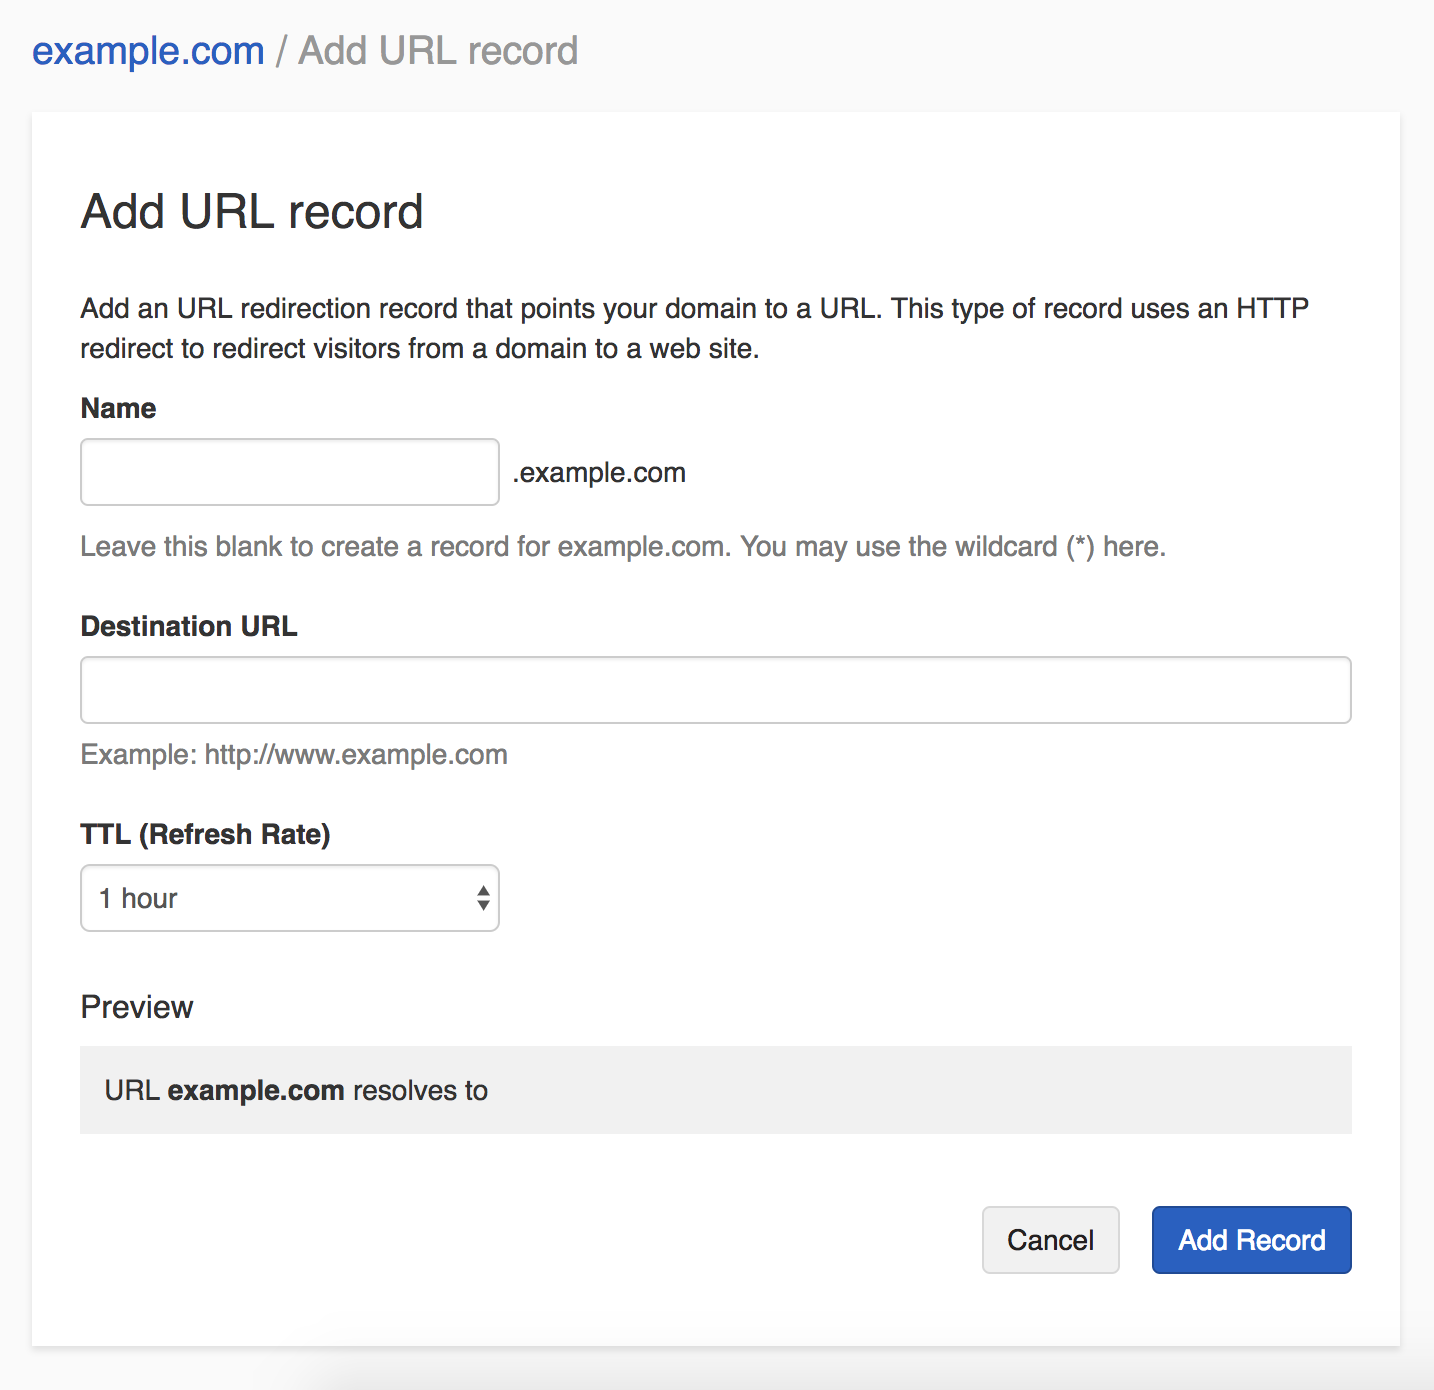 example.com / Add URL record
Add URL record
Add an URL redirection record that points your domain to a URL. This type of record uses an HTTP
redirect to redirect visitors from a domain to a web site.
Name
.example.com
Leave this blank to create a record for example.com. You may use the wildcard (*) here.
Destination URL
Example: http://www.example.com
TTL (Refresh Rate)
1 hour
Preview
URL example.com resolves to
Cancel
Add Record